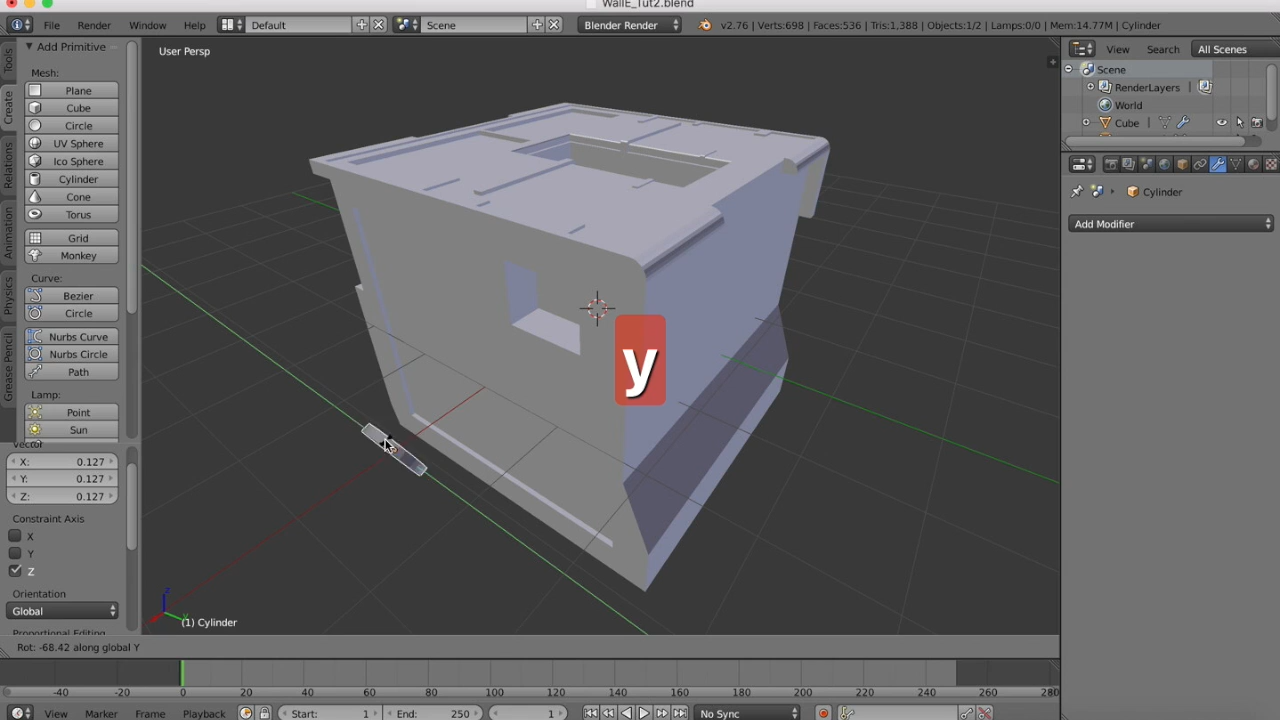 WallE_Tut2.blend
File Render Window Help Default Scene Blender Render v2.76 | Verts:698 | Faces:536 | Tris:1,388 | Objects:1/2 | Lamps:0/0 | Mem:14.77M | Cylinder
Tools
Create
Relations
Animation
Physics
Grease Pencil
Add Primitive
Mesh:
Plane
Cube
Circle
UV Sphere
Ico Sphere
Cylinder
Cone
Torus
Grid
Monkey
Curve:
Bezier
Circle
Nurbs Curve
Nurbs Circle
Path
Lamp:
Point
Sun
Vector
X: 0.127
Y: 0.127
Z: 0.127
Constraint Axis
X
Y
Z
Orientation
Global
Proportional Editing
User Persp
y
(1) Cylinder
Rot: -68.42 along global Y
View Search All Scenes
Scene
RenderLayers
World
Cube
Cylinder
Add Modifier
-40 -20 0 20 40 60 80 100 120 140 160 180 200 220 240 260 280
View Marker Frame Playback Start: 1 End: 250 1 No Sync